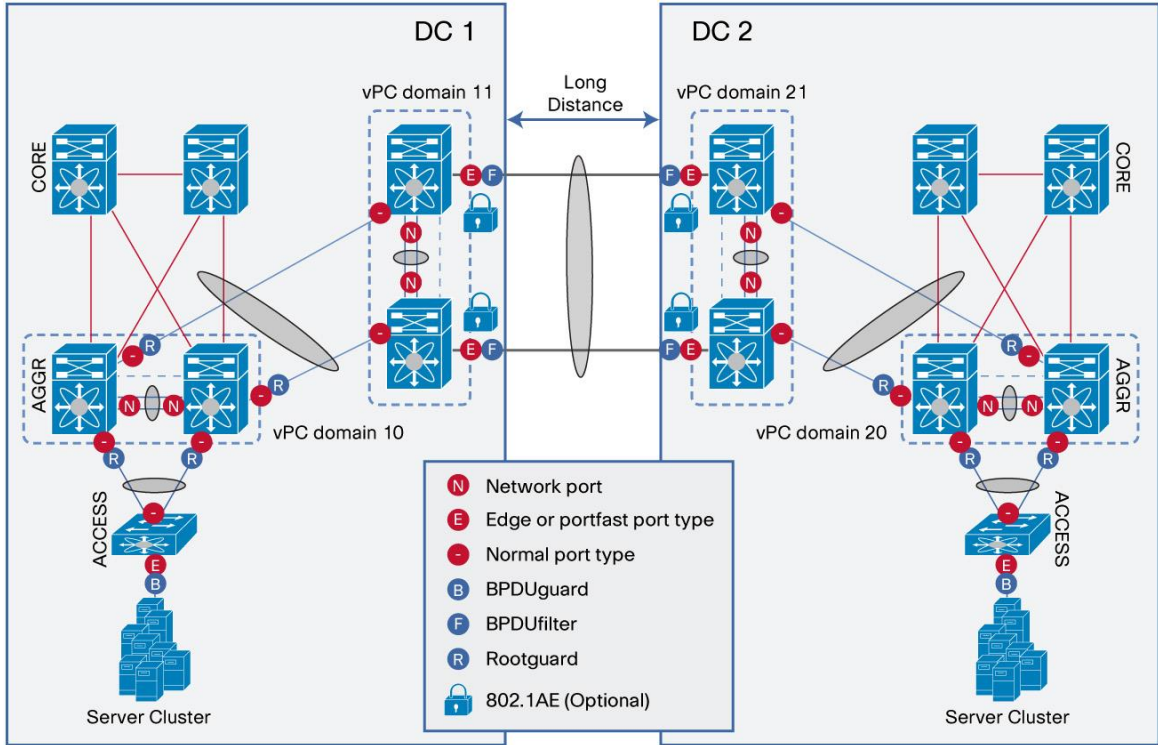 DC 1
DC 2
vPC domain 11
Long
Distance
vPC domain 21
CORE
CORE
E
F
F
E
-
N
N
-
N
N
-
-
E
F
F
E
-
R
R
-
AGGR
AGGR
N
N
R
-
R
-
N
N
vPC domain 10
vPC domain 20
-
-
R
R
-
-
R
R
ACCESS
ACCESS
-
-
E
B
E
B
Server Cluster
Server Cluster
N Network port
E Edge or portfast port type
- Normal port type
B BPDUguard
F BPDUfilter
R Rootguard
802.1AE (Optional)